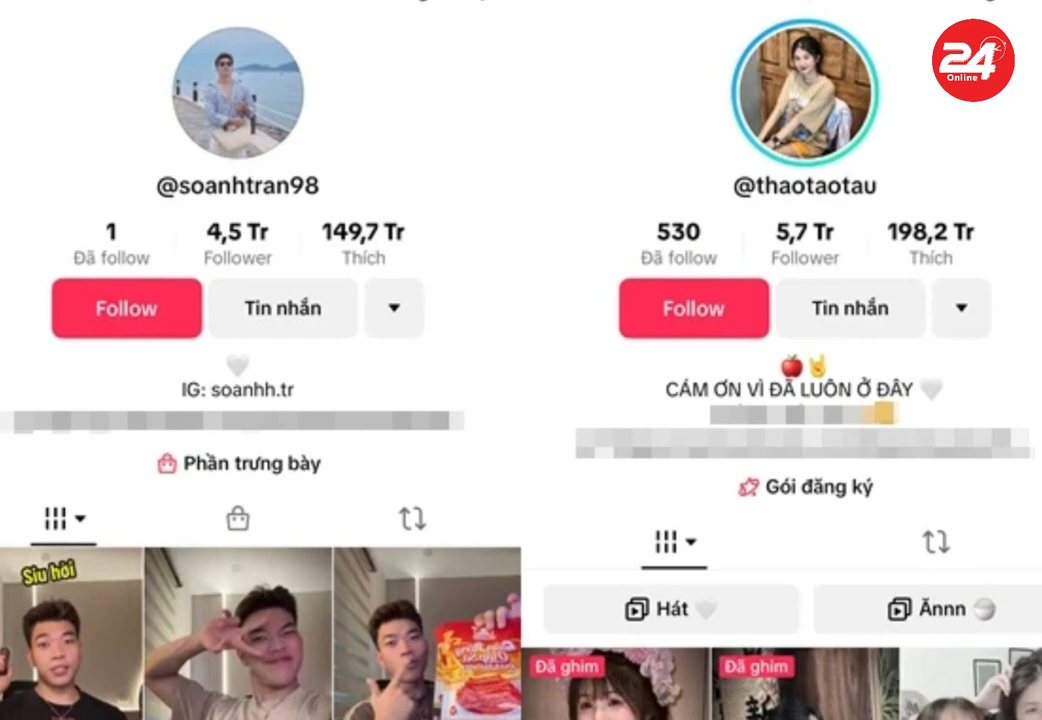 24
Online
@soanhtran98
1
4,5 Tr
149,7 Tr
Đã follow
Follower
Thích
Follow
Tin nhắn
IG: soanhh.tr
Phần trưng bày
Siu hời
@thaotaotau
530
5,7 Tr
198,2 Tr
Đã follow
Follower
Thích
Follow
Tin nhắn
CÁM ƠN VÌ ĐÃ LUÔN Ở ĐÂY
Gói đăng ký
Hát
Ănnn
Đã ghim
Đã ghim